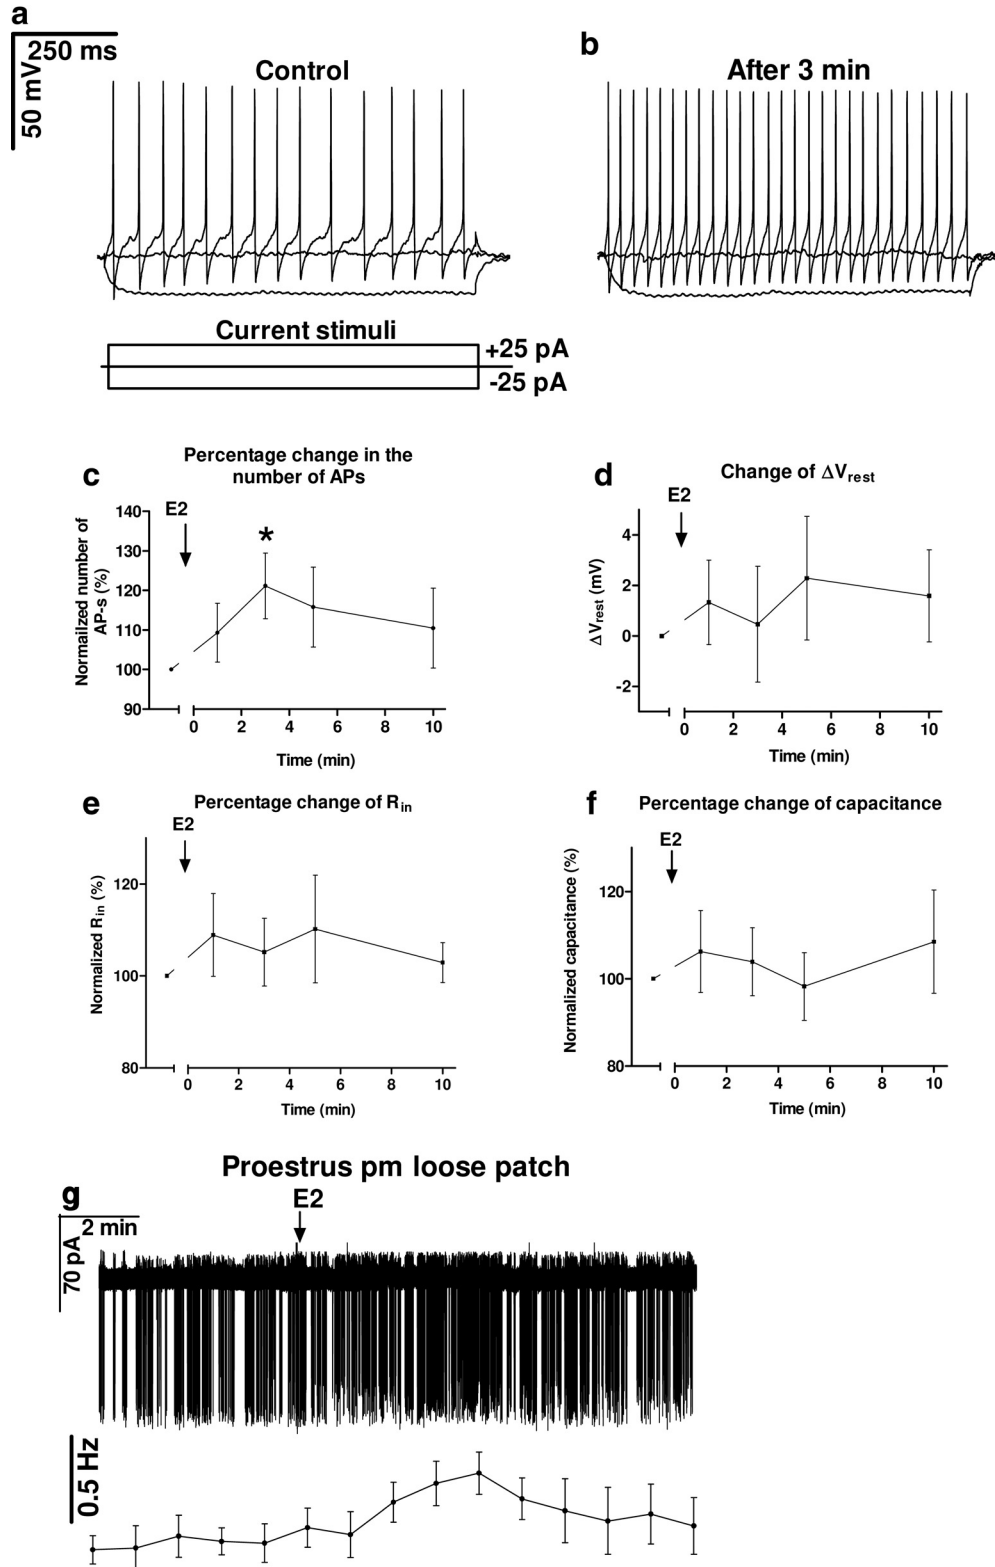 a
250 ms
50 mV
Control
b
After 3 min
Current stimuli
+25 pA
-25 pA
c
Percentage change in the
number of APs
E2
*
Normailzed number of
AP-s (%)
140
130
120
110
100
90
0 2 4 6 8 10
Time (min)
d
Change of ΔVrest
E2
ΔVrest (mV)
4
2
0
-2
0 2 4 6 8 10
Time (min)
e
Percentage change of Rin
E2
Normalized Rin (%)
120
100
80
0 2 4 6 8 10
Time (min)
f
Percentage change of capacitance
E2
Normalized capacitance (%)
120
100
80
0 2 4 6 8 10
Time (min)
Proestrus pm loose patch
g
E2
2 min
70 pA
0.5 Hz